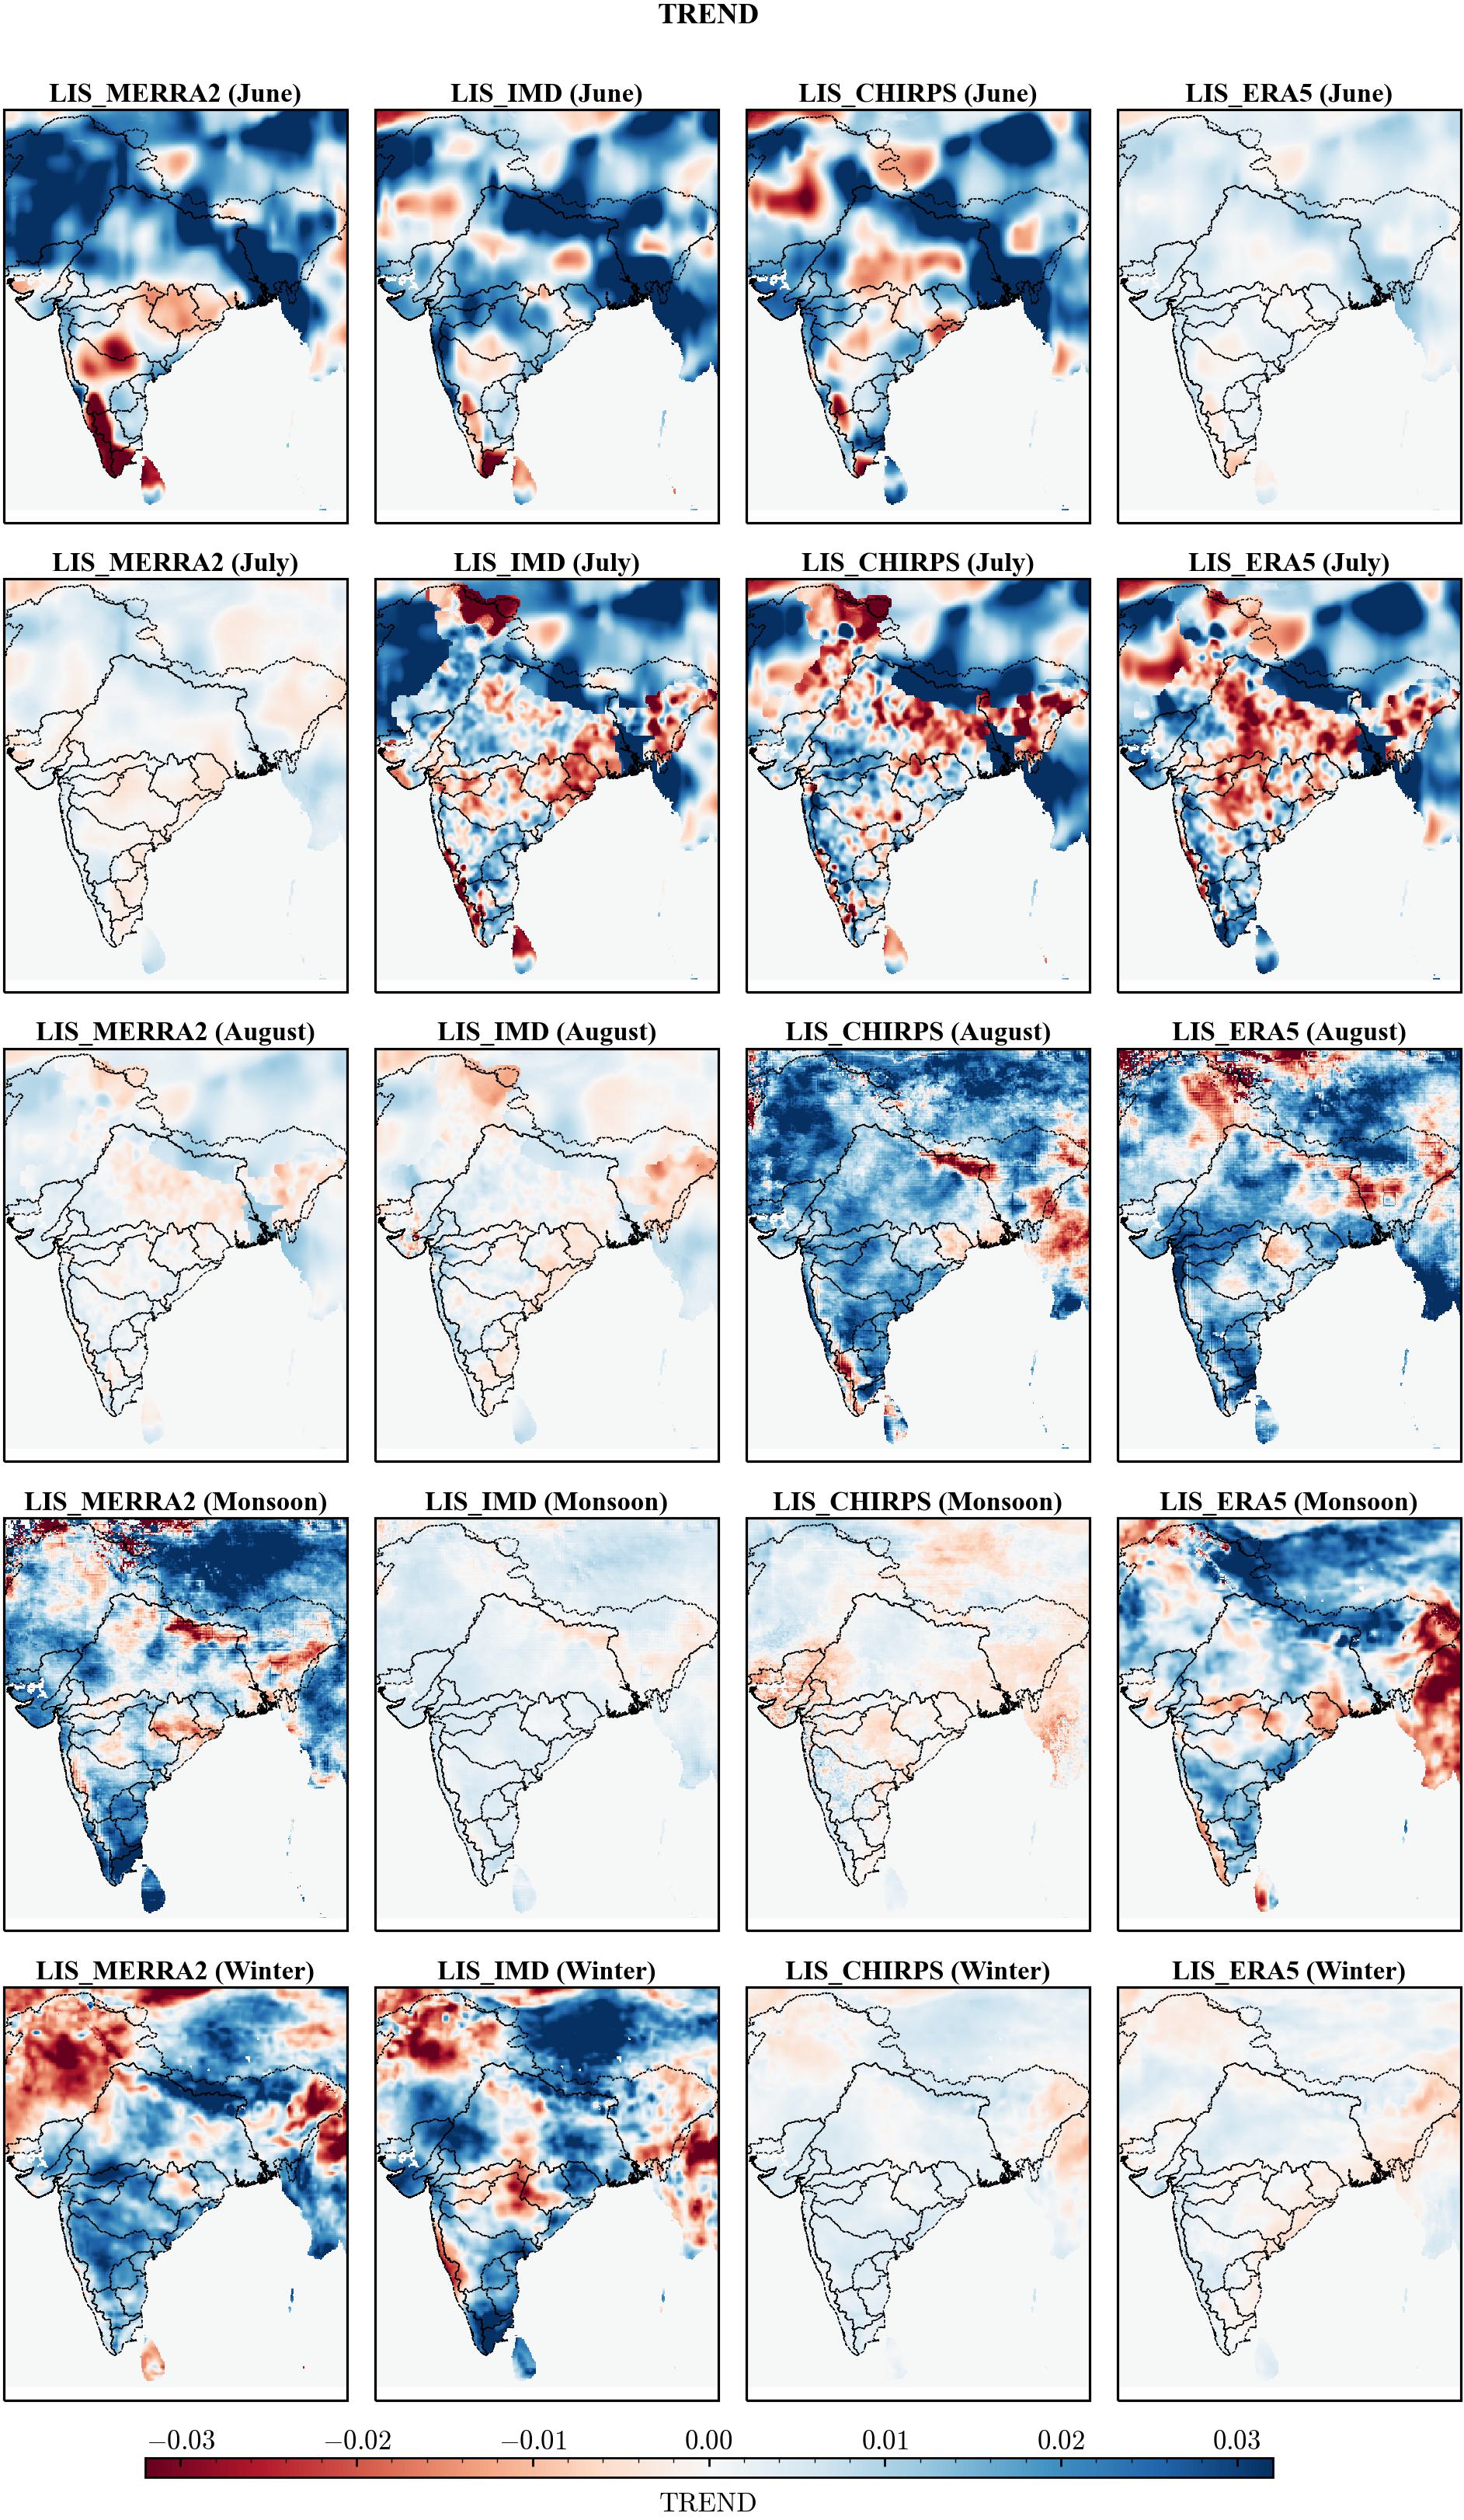 TREND
LIS_MERRA2 (June)
LIS_IMD (June)
LIS_CHIRPS (June)
LIS_ERA5 (June)
LIS_MERRA2 (July)
LIS_IMD (July)
LIS_CHIRPS (July)
LIS_ERA5 (July)
LIS_MERRA2 (August)
LIS_IMD (August)
LIS_CHIRPS (August)
LIS_ERA5 (August)
LIS_MERRA2 (Monsoon)
LIS_IMD (Monsoon)
LIS_CHIRPS (Monsoon)
LIS_ERA5 (Monsoon)
LIS_MERRA2 (Winter)
LIS_IMD (Winter)
LIS_CHIRPS (Winter)
LIS_ERA5 (Winter)
−0.03 −0.02 −0.01 0.00 0.01 0.02 0.03
TREND